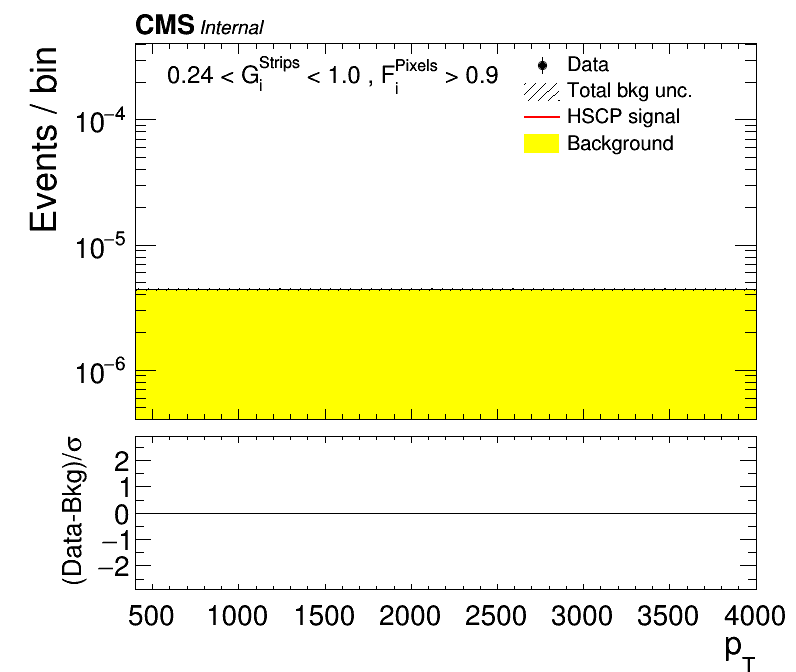 CMS Internal
0.24 < G_i^Strips < 1.0 , F_i^Pixels > 0.9
Data
Total bkg unc.
HSCP signal
Background
Events / bin
10^−4
10^−5
10^−6
(Data-Bkg)/σ
2
1
0
−1
−2
500 1000 1500 2000 2500 3000 3500 4000
p_T